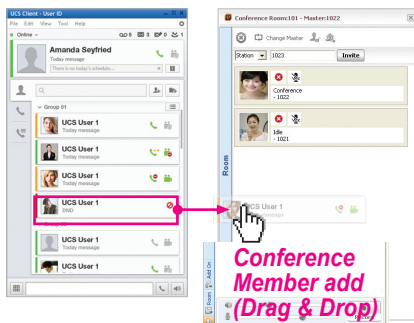 UCS Client - User ID
File Edit View Tool Help
Online
5 3 0 1
Amanda Seyfried
Today message
There is no today's schedule...
Group 01
UCS User 1
Today message
UCS User 1
Today message
UCS User 1
Today message
UCS User 1
DND
UCS User 1
Today message
UCS User 1
Today message
Conference Room:101 - Master:1022
Change Master
Station 1023 Invite
Conference
- 1022
Idle
- 1021
Room
UCS User 1
Today message
Add On
Room
Conference
Member add
(Drag & Drop)